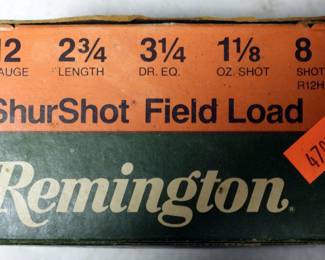 12 2¾ 3¼ 1⅛ 8
GAUGE LENGTH DR. EQ. OZ. SHOT SHOT
R12H
ShurShot Field Load
470
Remington®